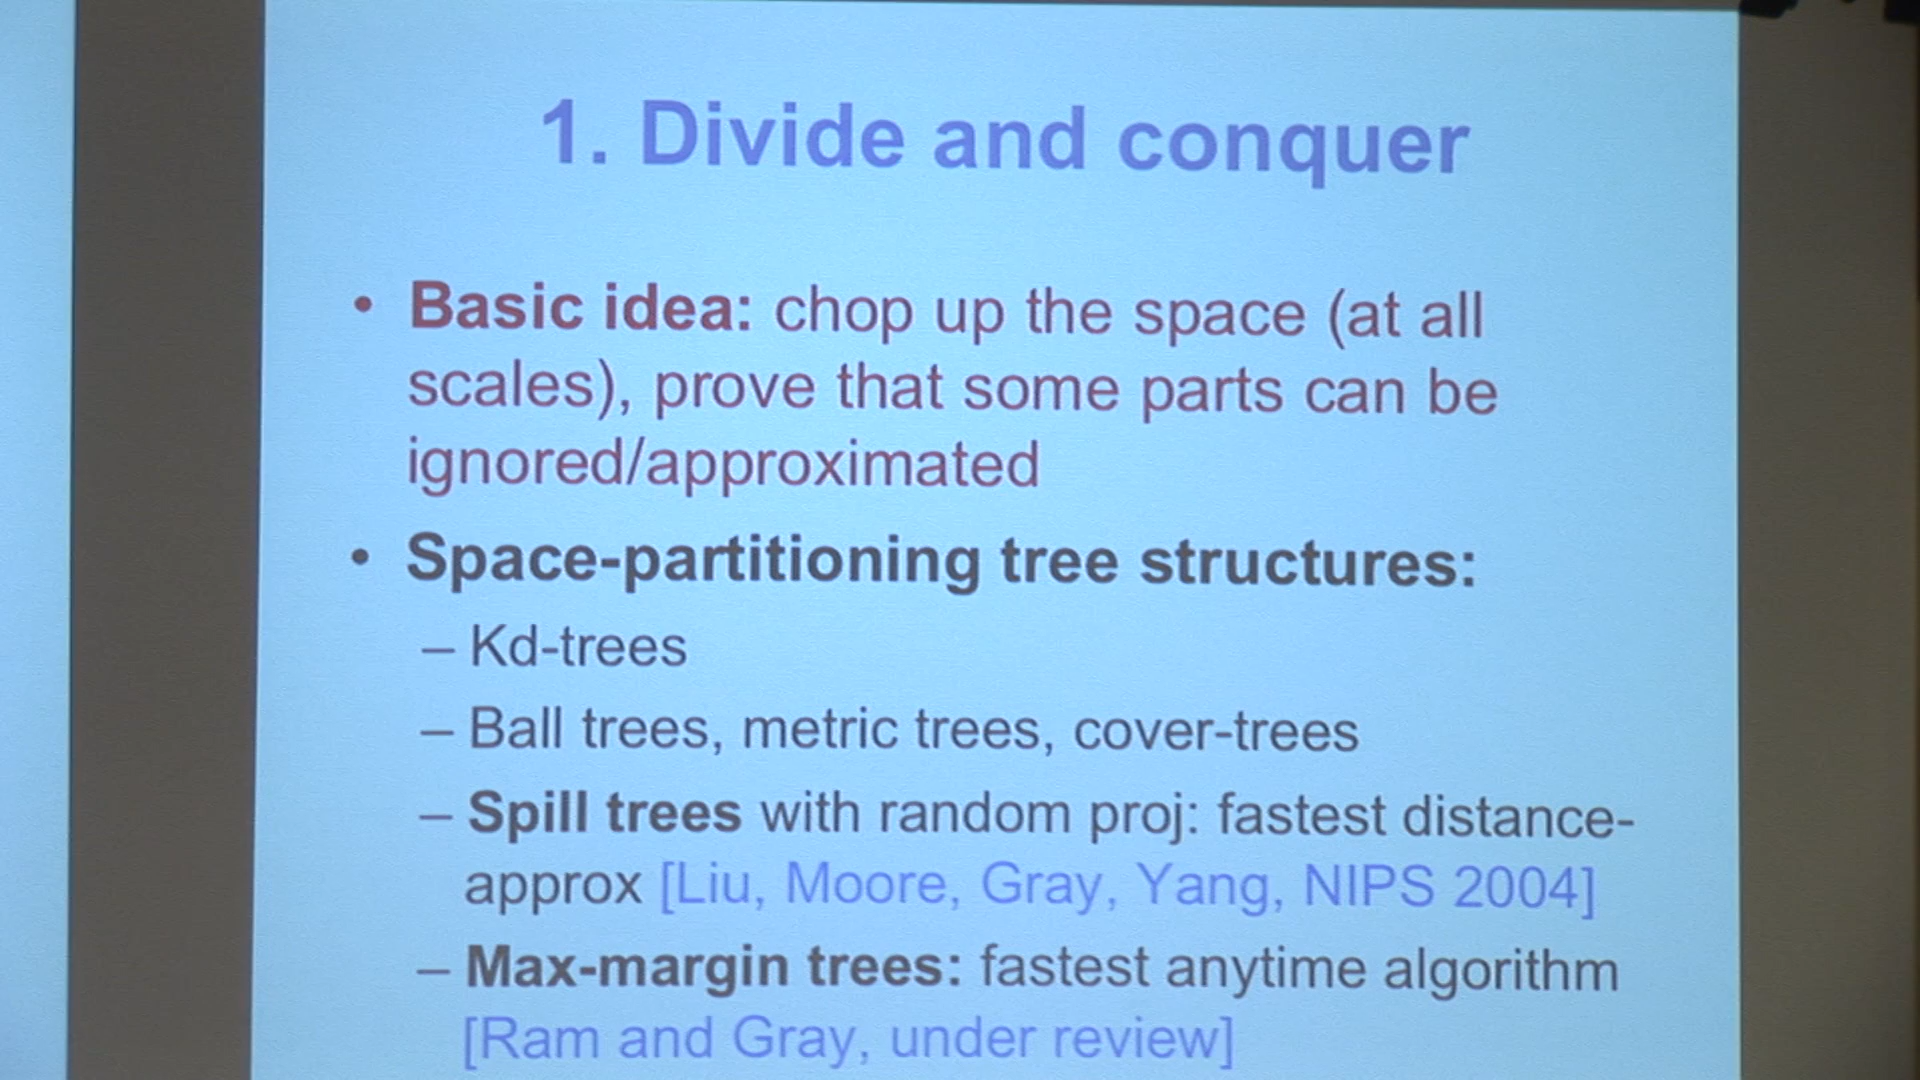 1. Divide and conquer
• Basic idea: chop up the space (at all
scales), prove that some parts can be
ignored/approximated
• Space-partitioning tree structures:
– Kd-trees
– Ball trees, metric trees, cover-trees
– Spill trees with random proj: fastest distance-
approx [Liu, Moore, Gray, Yang, NIPS 2004]
– Max-margin trees: fastest anytime algorithm
[Ram and Gray, under review]